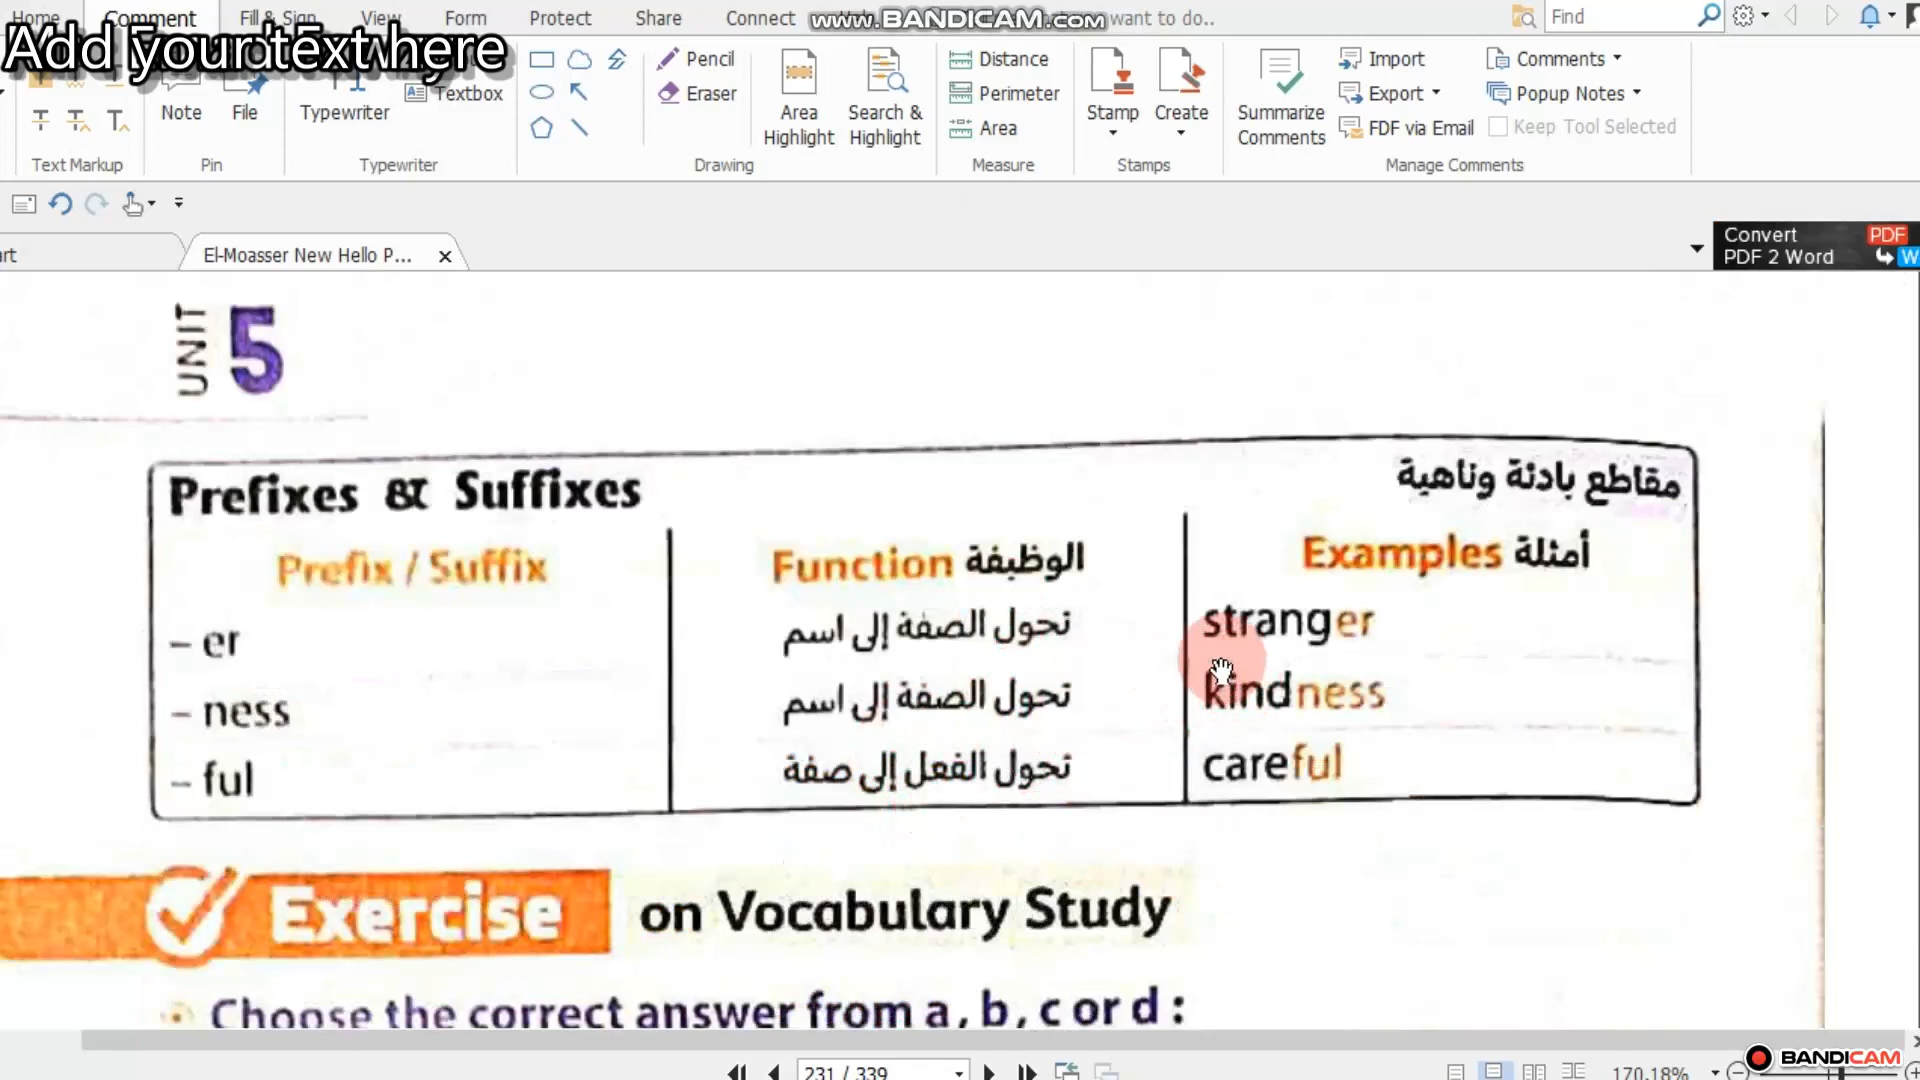 Home Comment Fill & Sign View Form Protect Share Connect want to do..
www.BANDICAM.com
Find
Add your text here
Pencil
Distance
Import
Comments
Textbox
Eraser
Perimeter
Export
Popup Notes
Note File Typewriter
Area Highlight
Search & Highlight
Area
Stamp Create
Summarize Comments
FDF via Email
Keep Tool Selected
Text Markup Pin Typewriter Drawing Measure Stamps Manage Comments
El-Moasser New Hello P...
Convert
PDF 2 Word
PDF
W
UNIT 5
Prefixes & Suffixes مقاطع بادئة وناهية
Prefix / Suffix Function الوظيفة Examples أمثلة
– er تحول الصفة إلى اسم stranger
– ness تحول الصفة إلى اسم kindness
– ful تحول الفعل إلى صفة careful
Exercise on Vocabulary Study
Choose the correct answer from a , b , c or d :
231 / 339
170.18%
BANDICAM